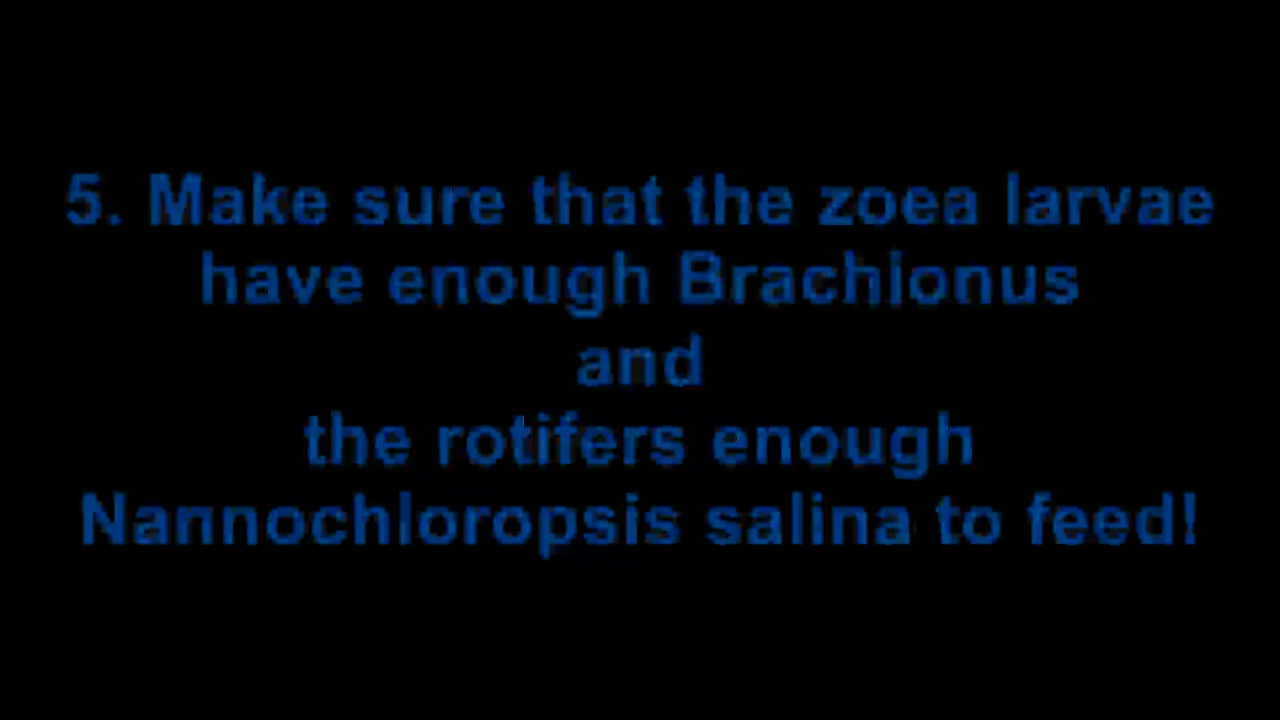 5. Make sure that the zoea larvae
have enough Brachionus
and
the rotifers enough
Nannochloropsis salina to feed!